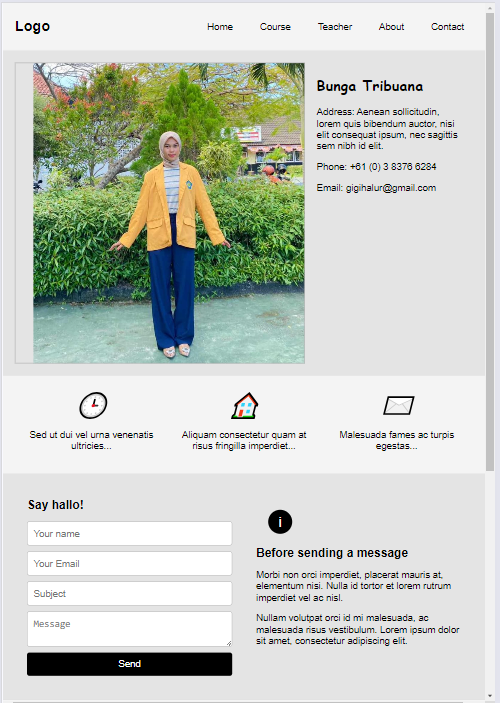 Logo
Home Course Teacher About Contact
Bunga Tribuana
Address: Aenean sollicitudin,
lorem quis bibendum auctor, nisi
elit consequat ipsum, nec sagittis
sem nibh id elit.
Phone: +61 (0) 3 8376 6284
Email: gigihalur@gmail.com
Sed ut dui vel urna venenatis
ultricies...
Aliquam consectetur quam at
risus fringilla imperdiet...
Malesuada fames ac turpis
egestas...
Say hallo!
Your name
Your Email
Subject
Message
Send
i
Before sending a message
Morbi non orci imperdiet, placerat mauris at,
elementum nisi. Nulla id tortor et lorem rutrum
imperdiet vel ac nisl.
Nullam volutpat orci id mi malesuada, ac
malesuada risus vestibulum. Lorem ipsum dolor
sit amet, consectetur adipiscing elit.